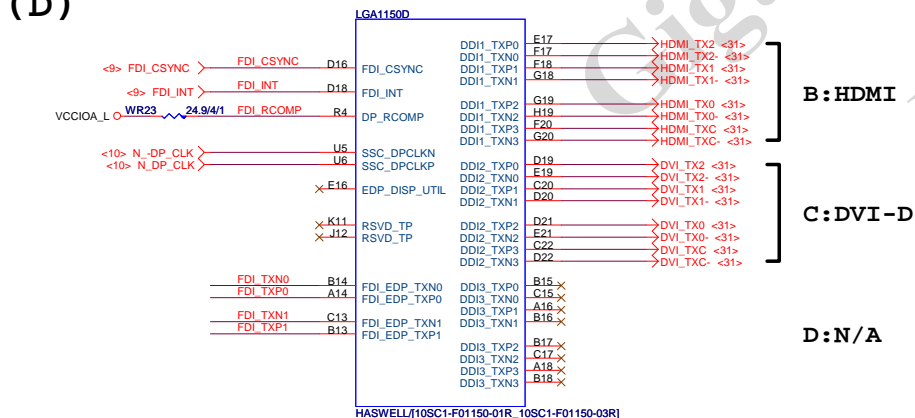 (D)
LGA1150D
<9> FDI_CSYNC FDI_CSYNC D16 FDI_CSYNC
<9> FDI_INT FDI_INT D18 FDI_INT
VCCIOA_L WR23 24.9/4/1 FDI_RCOMP R4 DP_RCOMP
<10> N_-DP_CLK U5 SSC_DPCLKN
<10> N_DP_CLK U6 SSC_DPCLKP
E16 EDP_DISP_UTIL
K11 RSVD_TP
J12 RSVD_TP
FDI_TXN0 B14 FDI_EDP_TXN0
FDI_TXP0 A14 FDI_EDP_TXP0
FDI_TXN1 C13 FDI_EDP_TXN1
FDI_TXP1 B13 FDI_EDP_TXP1
DDI1_TXP0 E17 HDMI_TX2 <31>
DDI1_TXN0 F17 HDMI_TX2- <31>
DDI1_TXP1 F18 HDMI_TX1 <31>
DDI1_TXN1 G18 HDMI_TX1- <31>
DDI1_TXP2 G19 HDMI_TX0 <31>
DDI1_TXN2 H19 HDMI_TX0- <31>
DDI1_TXP3 F20 HDMI_TXC <31>
DDI1_TXN3 G20 HDMI_TXC- <31>
B:HDMI
DDI2_TXP0 D19 DVI_TX2 <31>
DDI2_TXN0 E19 DVI_TX2- <31>
DDI2_TXP1 C20 DVI_TX1 <31>
DDI2_TXN1 D20 DVI_TX1- <31>
DDI2_TXP2 D21 DVI_TX0 <31>
DDI2_TXN2 E21 DVI_TX0- <31>
DDI2_TXP3 C22 DVI_TXC <31>
DDI2_TXN3 D22 DVI_TXC- <31>
C:DVI-D
DDI3_TXP0 B15
DDI3_TXN0 C15
DDI3_TXP1 A16
DDI3_TXN1 B16
DDI3_TXP2 B17
DDI3_TXN2 C17
DDI3_TXP3 A18
DDI3_TXN3 B18
D:N/A
HASWELL/[10SC1-F01150-01R_10SC1-F01150-03R]